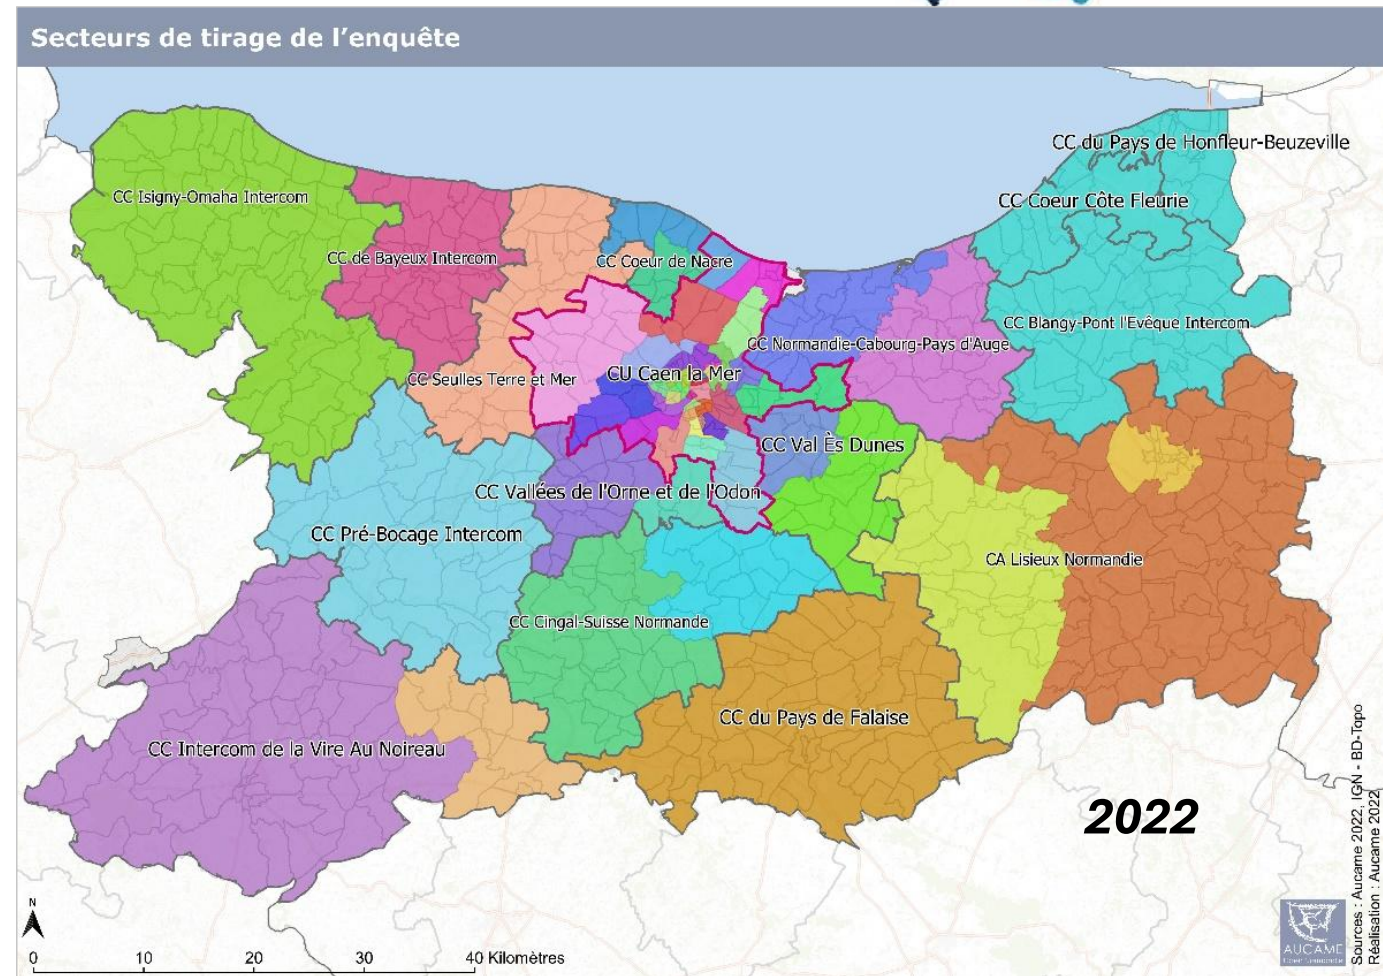 Secteurs de tirage de l'enquête
CC du Pays de Honfleur-Beuzeville
CC Isigny-Omaha Intercom
CC Coeur Côte Fleurie
CC de Bayeux Intercom
CC Coeur de Nacre
CC Blangy-Pont l'Evêque Intercom
CC Normandie-Cabourg-Pays d'Auge
CU Caen la Mer
CC Seulles Terre et Mer
CC Val Ès Dunes
CC Vallées de l'Orne et de l'Odon
CC Pré-Bocage Intercom
CA Lisieux Normandie
CC Cingal-Suisse Normande
CC du Pays de Falaise
CC Intercom de la Vire Au Noireau
2022
N
0 10 20 30 40 Kilomètres
AUCAME
Sources : Aucame 2022, IGN - BD-Topo
Réalisation : Aucame 2022